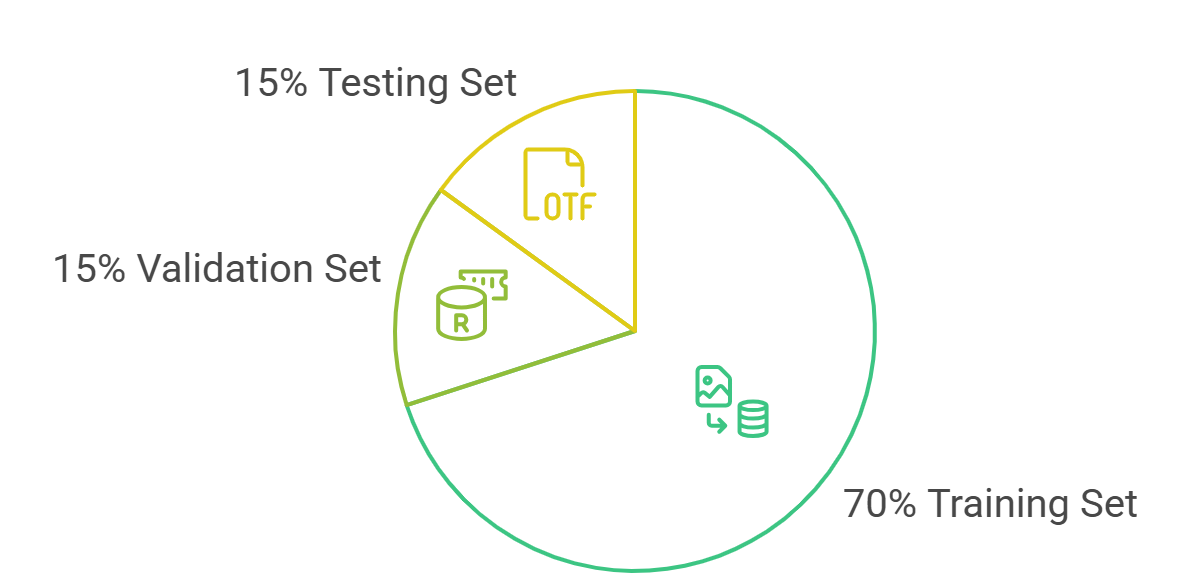 15% Testing Set
OTF
15% Validation Set
R
70% Training Set